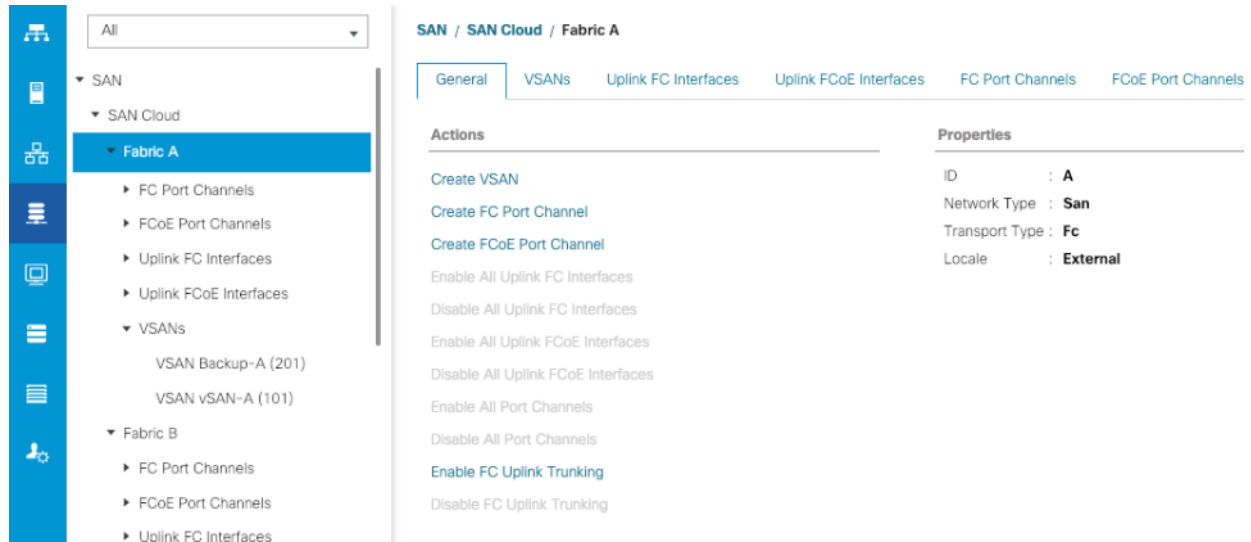 All
SAN
SAN Cloud
Fabric A
FC Port Channels
FCoE Port Channels
Uplink FC Interfaces
Uplink FCoE Interfaces
VSANs
VSAN Backup-A (201)
VSAN vSAN-A (101)
Fabric B
FC Port Channels
FCoE Port Channels
Uplink FC Interfaces
SAN / SAN Cloud / Fabric A
General VSANs Uplink FC Interfaces Uplink FCoE Interfaces FC Port Channels FCoE Port Channels
Actions
Create VSAN
Create FC Port Channel
Create FCoE Port Channel
Enable All Uplink FC Interfaces
Disable All Uplink FC Interfaces
Enable All Uplink FCoE Interfaces
Disable All Uplink FCoE Interfaces
Enable All Port Channels
Disable All Port Channels
Enable FC Uplink Trunking
Disable FC Uplink Trunking
Properties
ID : A
Network Type : San
Transport Type : Fc
Locale : External